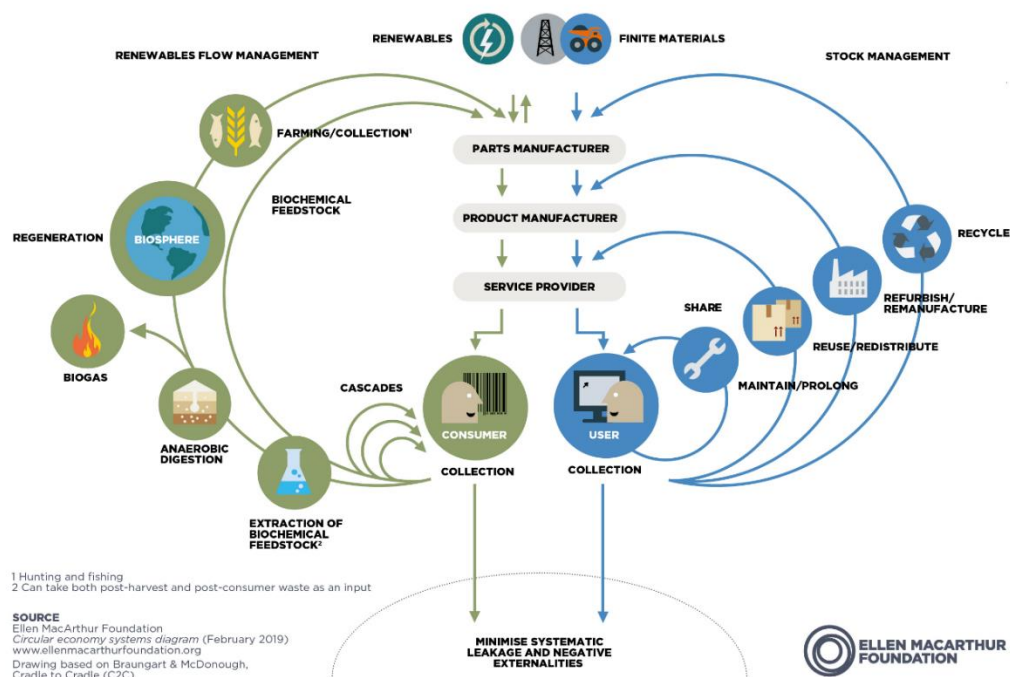 RENEWABLES
FINITE MATERIALS
RENEWABLES FLOW MANAGEMENT
STOCK MANAGEMENT
FARMING/COLLECTION¹
PARTS MANUFACTURER
BIOCHEMICAL
FEEDSTOCK
PRODUCT MANUFACTURER
REGENERATION
BIOSPHERE
RECYCLE
SERVICE PROVIDER
SHARE
REFURBISH/
REMANUFACTURE
REUSE/REDISTRIBUTE
BIOGAS
CASCADES
MAINTAIN/PROLONG
CONSUMER
USER
ANAEROBIC
DIGESTION
COLLECTION
COLLECTION
EXTRACTION OF
BIOCHEMICAL
FEEDSTOCK²
1 Hunting and fishing
2 Can take both post-harvest and post-consumer waste as an input
SOURCE
Ellen MacArthur Foundation
Circular economy systems diagram (February 2019)
www.ellenmacarthurfoundation.org
Drawing based on Braungart & McDonough,
Cradle to Cradle (C2C)
MINIMISE SYSTEMATIC
LEAKAGE AND NEGATIVE
EXTERNALITIES
ELLEN MACARTHUR
FOUNDATION